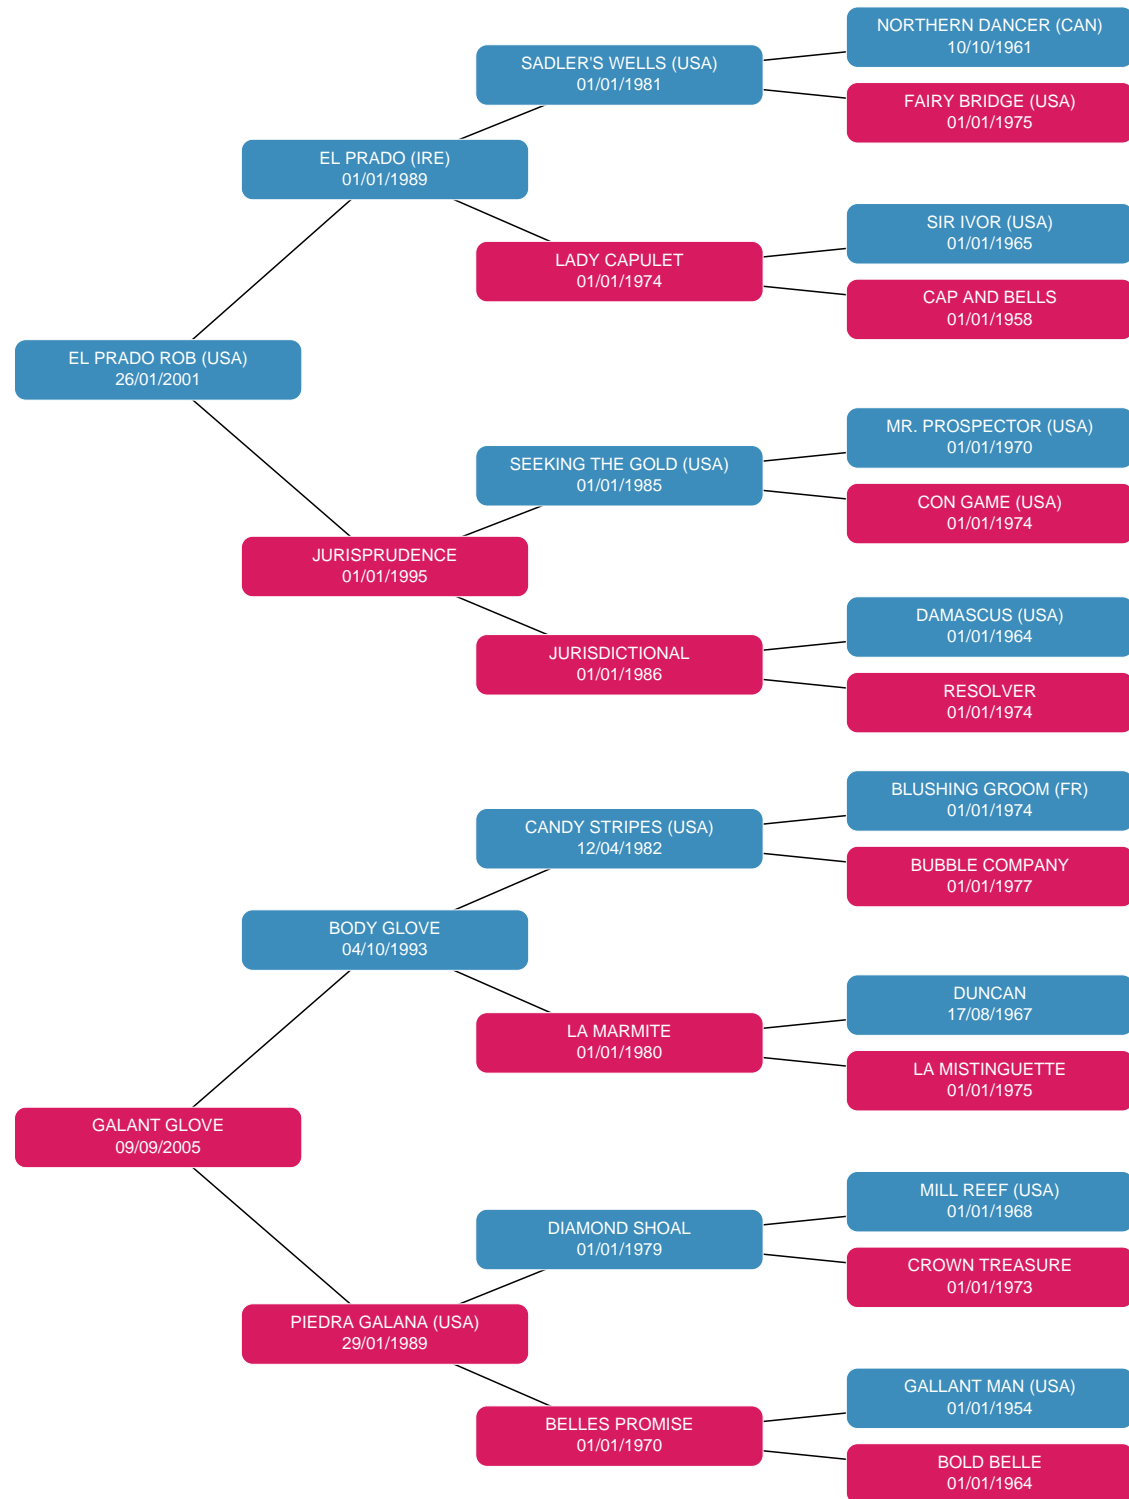 NORTHERN DANCER (CAN)
10/10/1961
SADLER'S WELLS (USA)
01/01/1981
FAIRY BRIDGE (USA)
01/01/1975
EL PRADO (IRE)
01/01/1989
SIR IVOR (USA)
01/01/1965
LADY CAPULET
01/01/1974
CAP AND BELLS
01/01/1958
EL PRADO ROB (USA)
26/01/2001
MR. PROSPECTOR (USA)
01/01/1970
SEEKING THE GOLD (USA)
01/01/1985
CON GAME (USA)
01/01/1974
JURISPRUDENCE
01/01/1995
DAMASCUS (USA)
01/01/1964
JURISDICTIONAL
01/01/1986
RESOLVER
01/01/1974
BLUSHING GROOM (FR)
01/01/1974
CANDY STRIPES (USA)
12/04/1982
BUBBLE COMPANY
01/01/1977
BODY GLOVE
04/10/1993
DUNCAN
17/08/1967
LA MARMITE
01/01/1980
LA MISTINGUETTE
01/01/1975
GALANT GLOVE
09/09/2005
MILL REEF (USA)
01/01/1968
DIAMOND SHOAL
01/01/1979
CROWN TREASURE
01/01/1973
PIEDRA GALANA (USA)
29/01/1989
GALLANT MAN (USA)
01/01/1954
BELLES PROMISE
01/01/1970
BOLD BELLE
01/01/1964